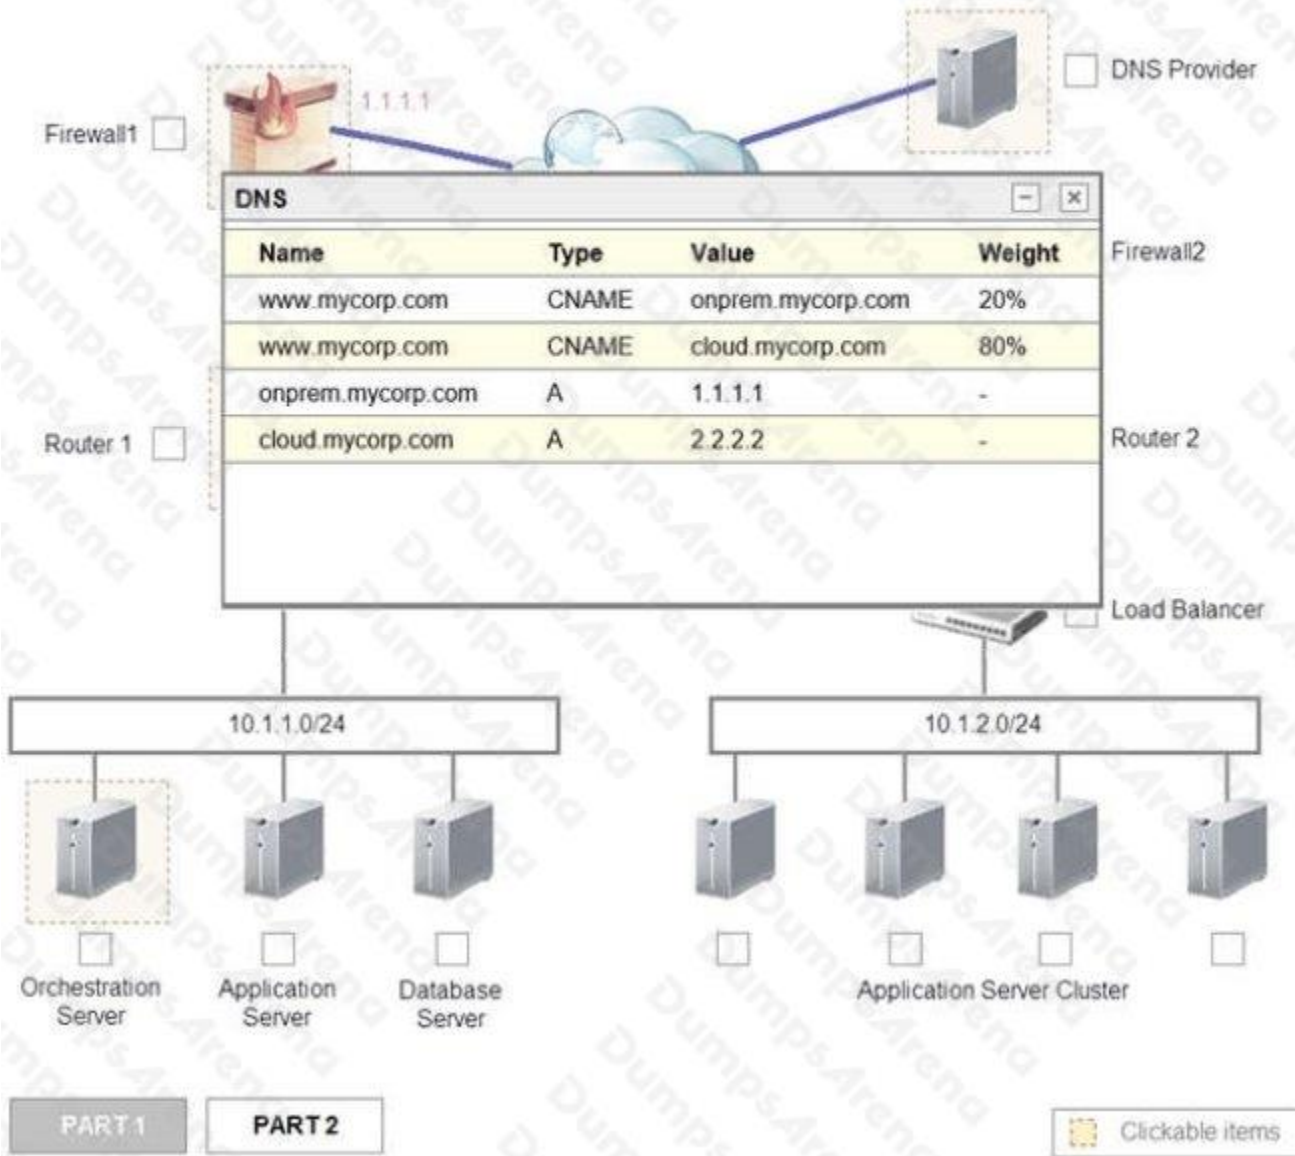 DNS Provider
1.1.1.1
Firewall1
DNS
Name Type Value Weight
Firewall2
www.mycorp.com CNAME onprem.mycorp.com 20%
www.mycorp.com CNAME cloud.mycorp.com 80%
onprem.mycorp.com A 1.1.1.1 -
cloud.mycorp.com A 2.2.2.2 -
Router 1
Router 2
Load Balancer
10.1.1.0/24
10.1.2.0/24
Orchestration
Server
Application
Server
Database
Server
Application Server Cluster
PART 1
PART 2
Clickable items
DumpsArena